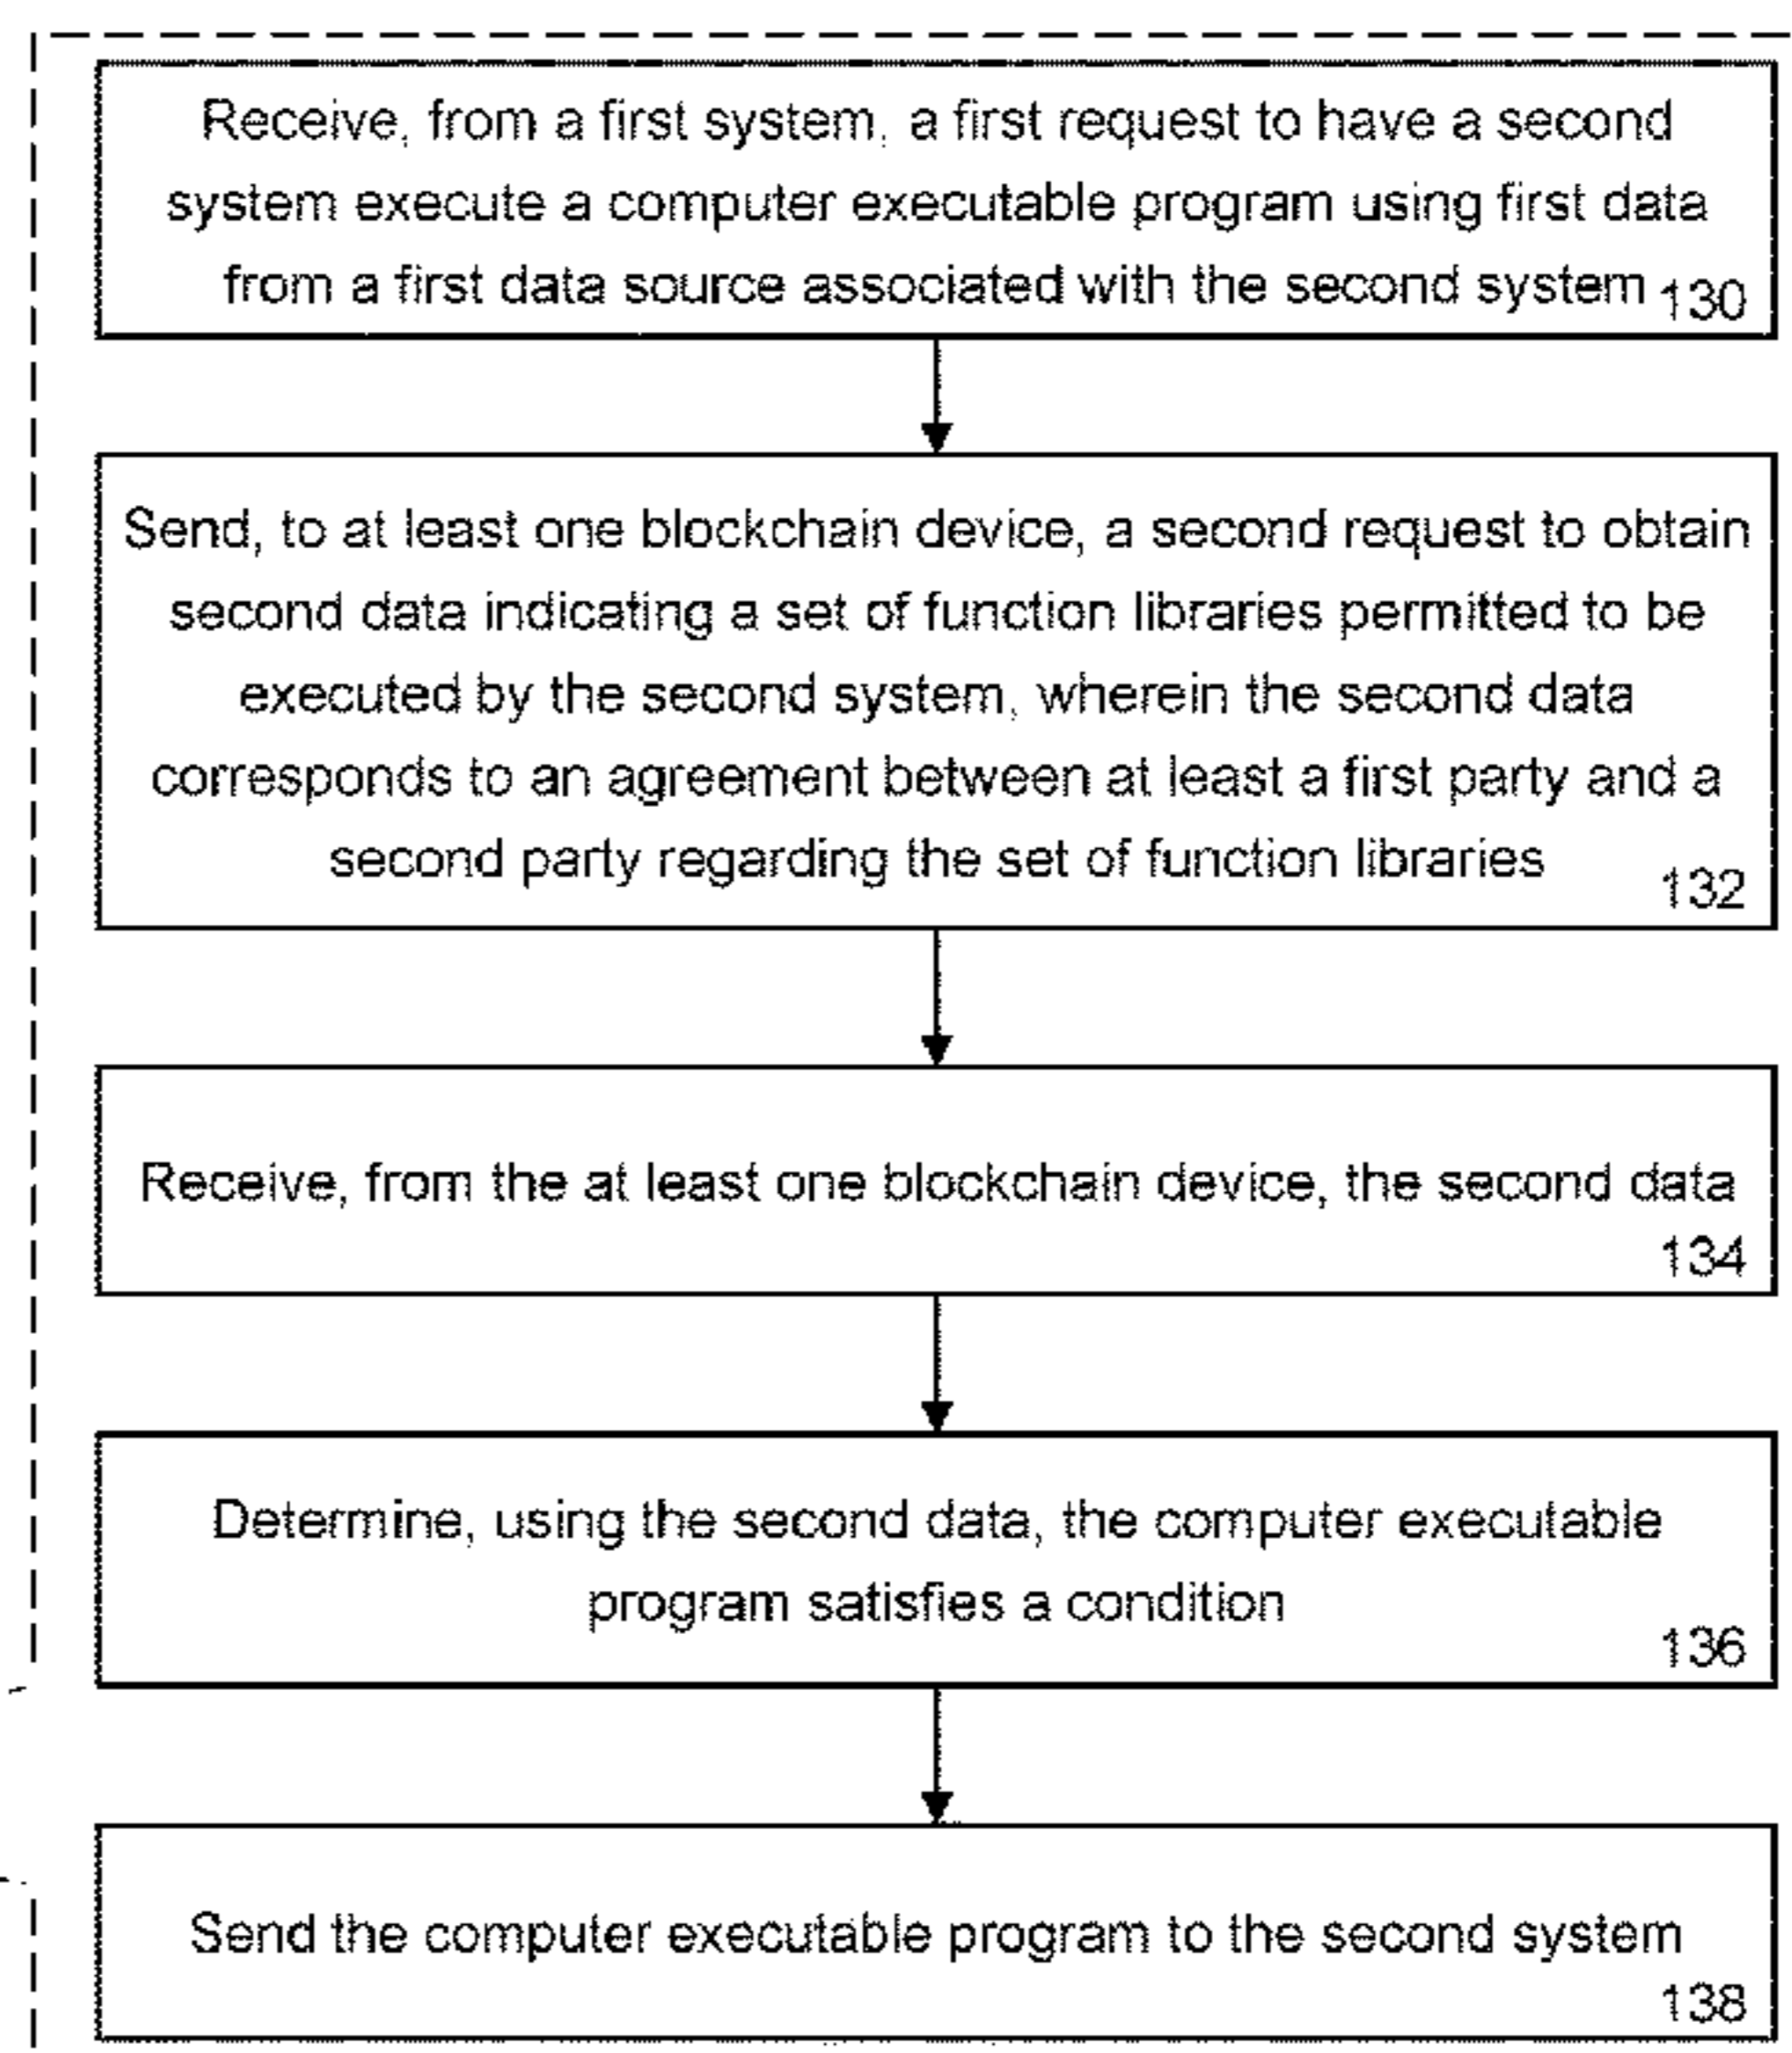 Receive, from a first system, a first request to have a second
system execute a computer executable program using first data
from a first data source associated with the second system
130
Send, to at least one blockchain device, a second request to obtain
second data indicating a set of function libraries permitted to be
executed by the second system, wherein the second data
corresponds to an agreement between at least a first party and a
second party regarding the set of function libraries
132
Receive, from the at least one blockchain device, the second data
134
Determine, using the second data, the computer executable
program satisfies a condition
136
Send the computer executable program to the second system
138